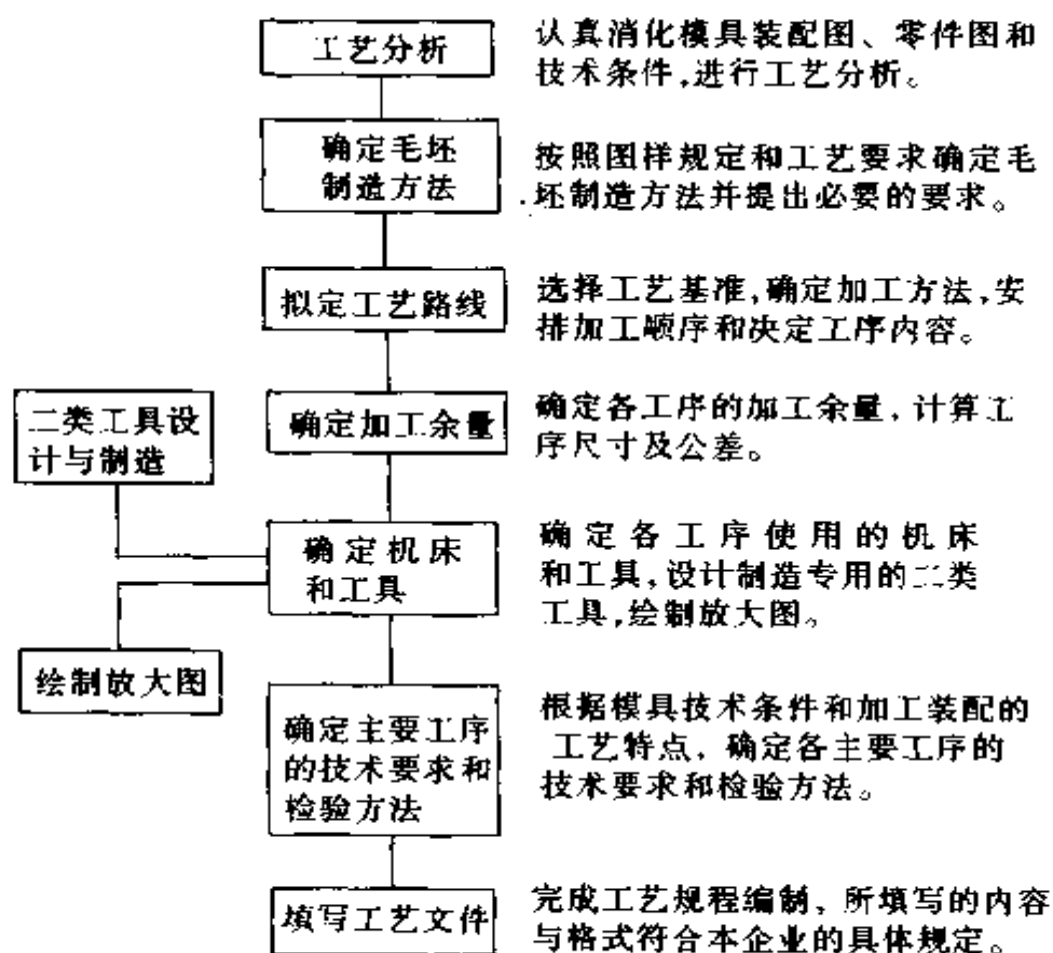 工艺分析
认真消化模具装配图、零件图和
技术条件,进行工艺分析。
确定毛坯
制造方法
按照图样规定和工艺要求确定毛
坯制造方法并提出必要的要求。
拟定工艺路线
选择工艺基准,确定加工方法,安
排加工顺序和决定工序内容。
二类工具设
计与制造
确定加工余量
确定各工序的加工余量,计算工
序尺寸及公差。
确定机床
和工具
确定各工序使用的机床
和工具,设计制造专用的二类
工具,绘制放大图。
绘制放大图
确定主要工序
的技术要求和
检验方法
根据模具技术条件和加工装配的
工艺特点,确定各主要工序的
技术要求和检验方法。
填写工艺文件
完成工艺规程编制,所填写的内容
与格式符合本企业的具体规定。